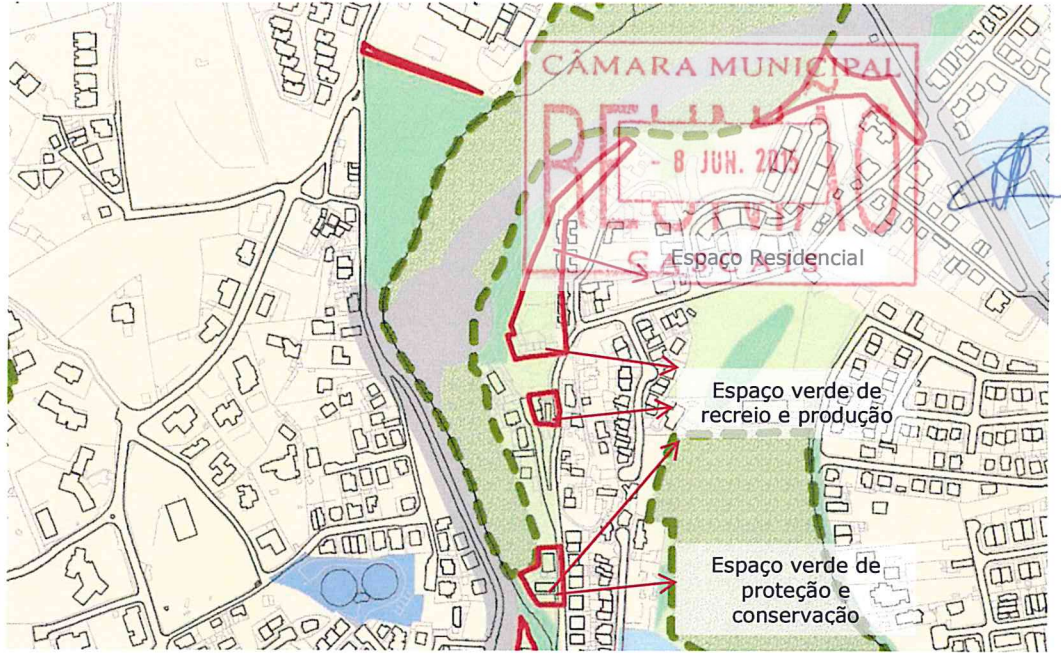 CÂMARA MUNICIPAL
REUNIÃO
- 8 JUN. 2015
REUNIÃO
CASCAIS
Espaço Residencial
Espaço verde de
recreio e produção
Espaço verde de
proteção e
conservação